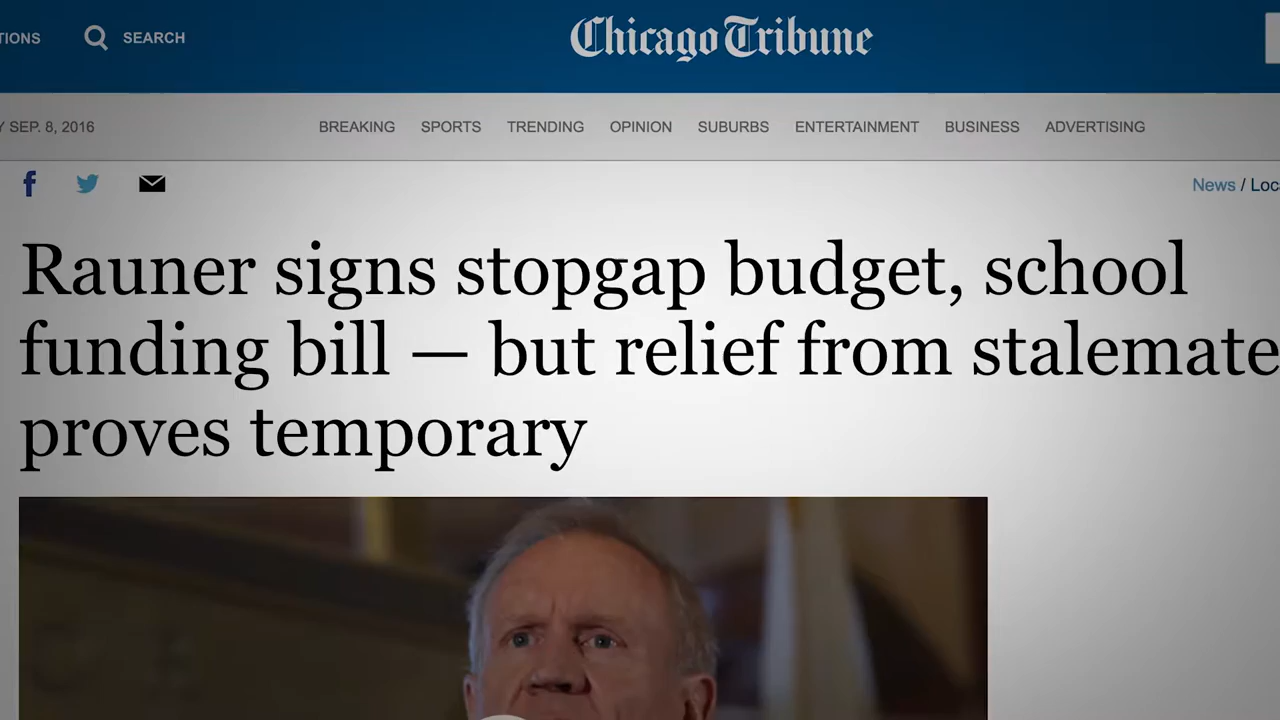 TIONS
SEARCH
Chicago Tribune
Y SEP. 8, 2016
BREAKING
SPORTS
TRENDING
OPINION
SUBURBS
ENTERTAINMENT
BUSINESS
ADVERTISING
f
News / Loc
Rauner signs stopgap budget, school
funding bill — but relief from stalemate
proves temporary